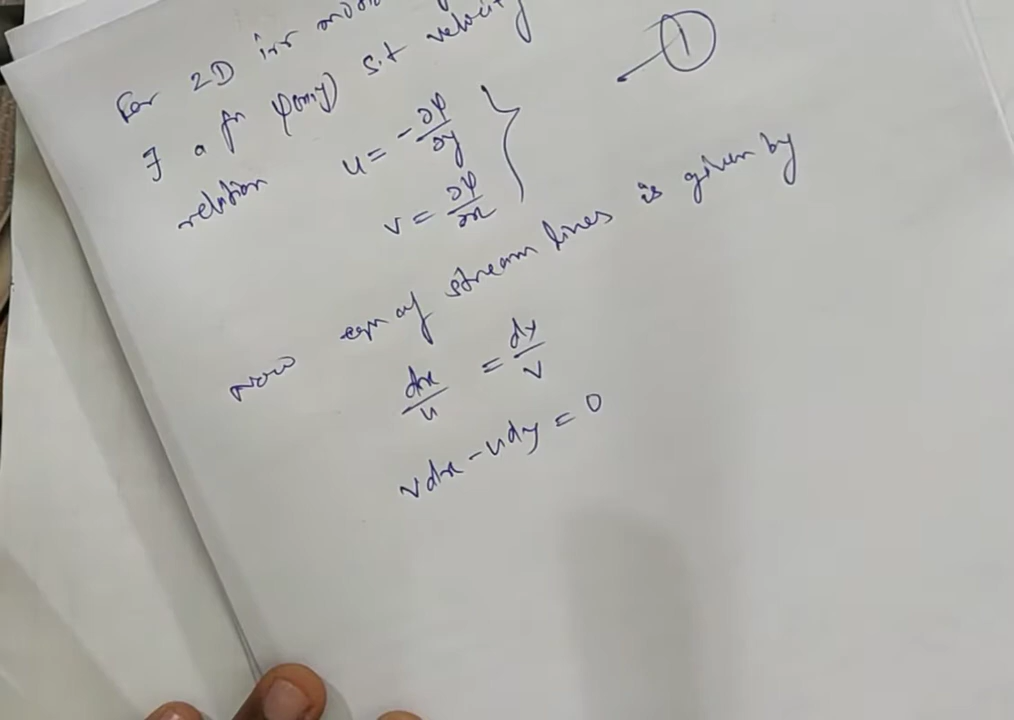 For 2D irr
∃ a fn ψ(x,y) s.t velocity
relation u = -∂ψ/∂y
v = ∂ψ/∂x
①
Now eqn of stream lines is given by
dx/u = dy/v
vdx - udy = 0